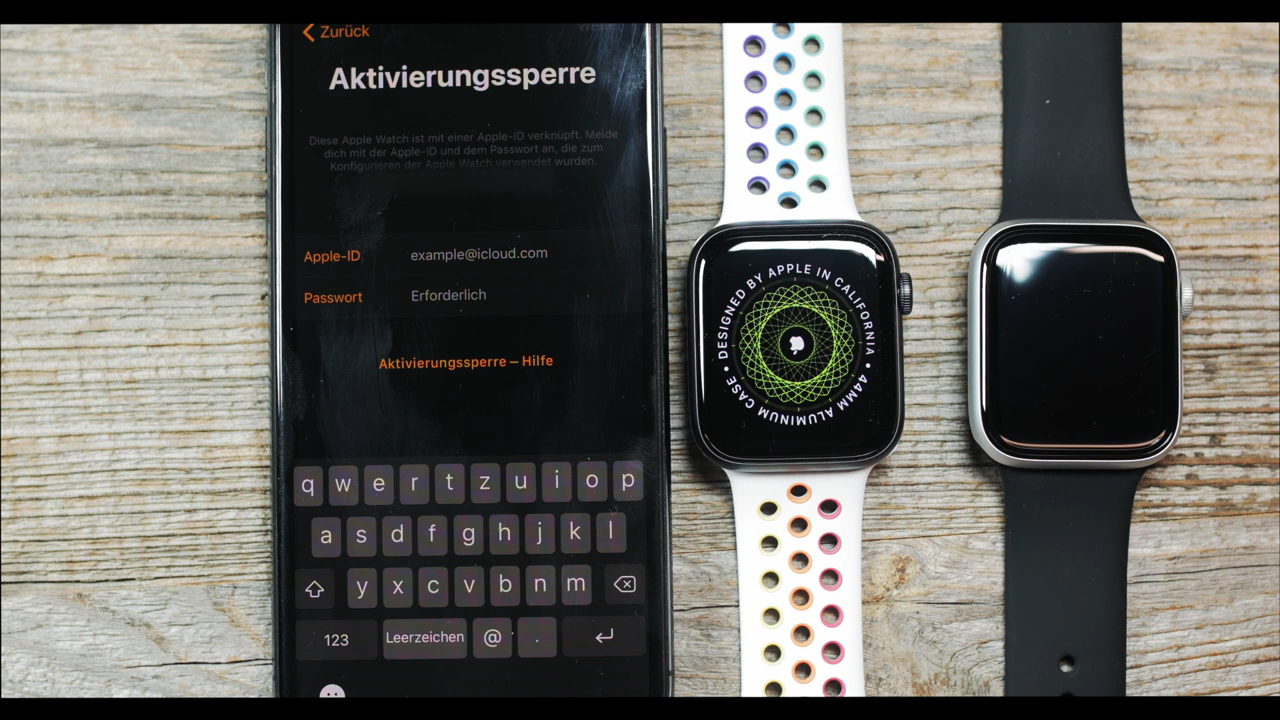 Zurück
Aktivierungssperre
Diese Apple Watch ist mit einer Apple-ID verknüpft. Melde
dich mit der Apple-ID und dem Passwort an, die zum
Konfigurieren der Apple Watch verwendet wurden.
Apple-ID example@icloud.com
Passwort Erforderlich
Aktivierungssperre – Hilfe
q w e r t z u i o p
a s d f g h j k l
y x c v b n m
123 Leerzeichen @ .
DESIGNED BY APPLE IN CALIFORNIA • 44MM ALUMINUM CASE •